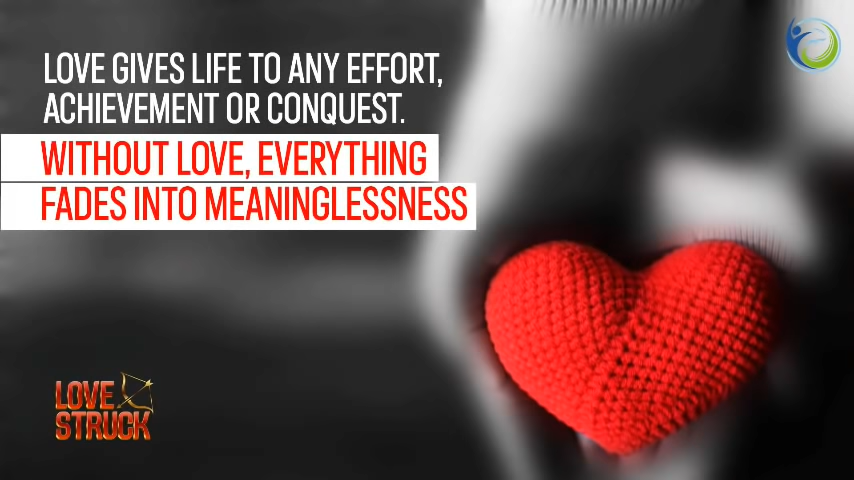 LOVE GIVES LIFE TO ANY EFFORT,
ACHIEVEMENT OR CONQUEST.
WITHOUT LOVE, EVERYTHING
FADES INTO MEANINGLESSNESS
LOVE
STRUCK